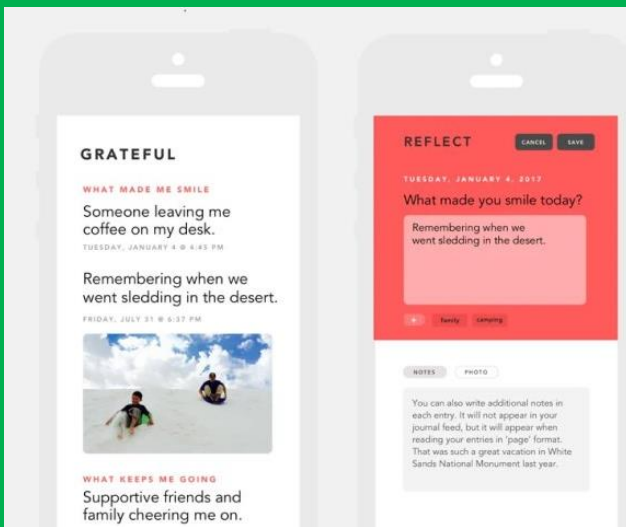 GRATEFUL
WHAT MADE ME SMILE
Someone leaving me
coffee on my desk.
TUESDAY, JANUARY 4 @ 4:45 PM
Remembering when we
went sledding in the desert.
FRIDAY, JULY 31 @ 6:57 PM
WHAT KEEPS ME GOING
Supportive friends and
family cheering me on.
REFLECT
CANCEL
SAVE
TUESDAY, JANUARY 4, 2017
What made you smile today?
Remembering when we
went sledding in the desert.
+
family
camping
NOTES
PHOTO
You can also write additional notes in
each entry. It will not appear in your
journal feed, but it will appear when
reading your entries in 'page' format.
That was such a great vacation in White
Sands National Monument last year.